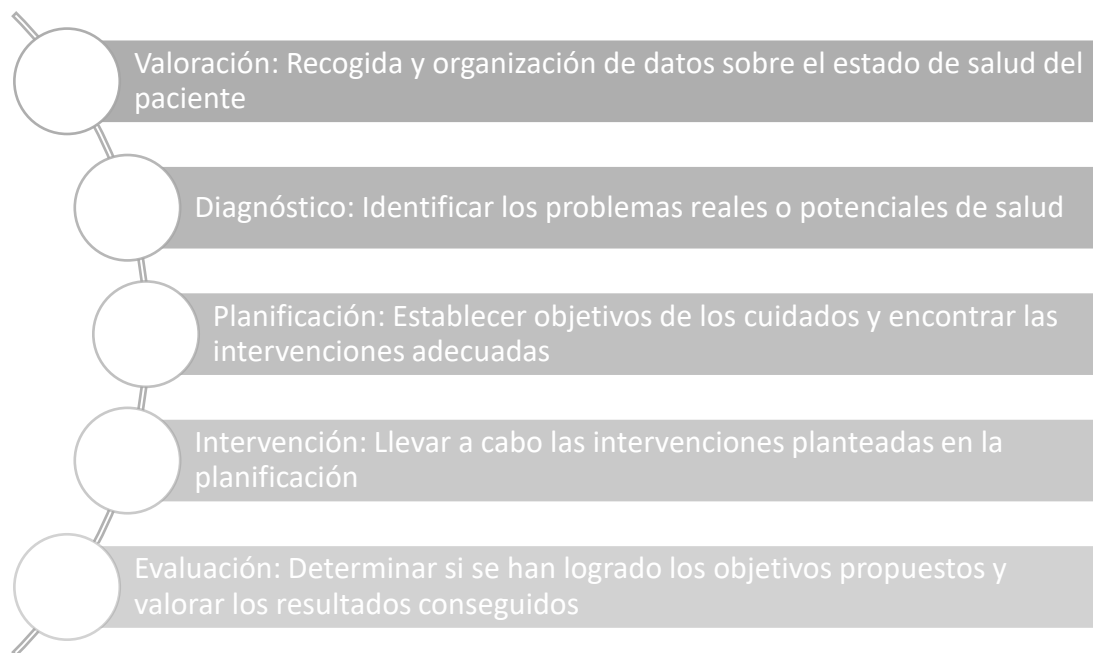 Valoración: Recogida y organización de datos sobre el estado de salud del
paciente
Diagnóstico: Identificar los problemas reales o potenciales de salud
Planificación: Establecer objetivos de los cuidados y encontrar las
intervenciones adecuadas
Intervención: Llevar a cabo las intervenciones planteadas en la
planificación
Evaluación: Determinar si se han logrado los objetivos propuestos y
valorar los resultados conseguidos